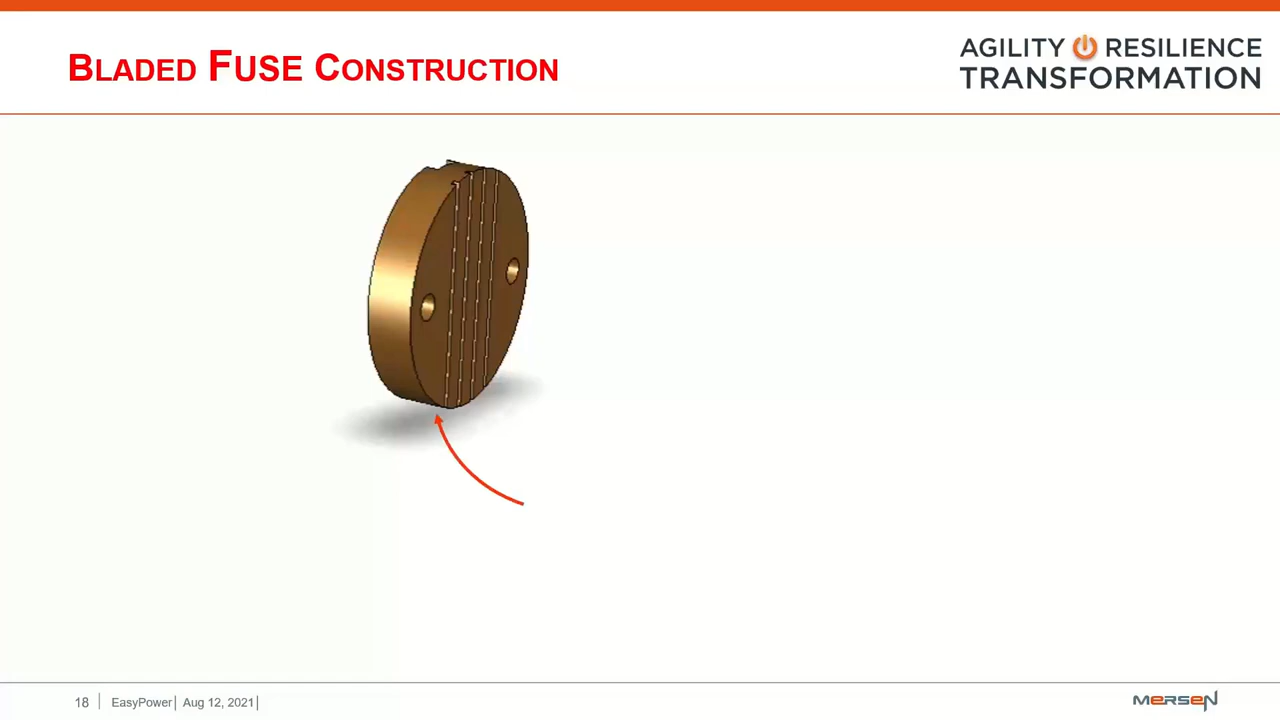 BLADED FUSE CONSTRUCTION
AGILITY RESILIENCE
TRANSFORMATION
18 | EasyPower| Aug 12, 2021|
MERSEN